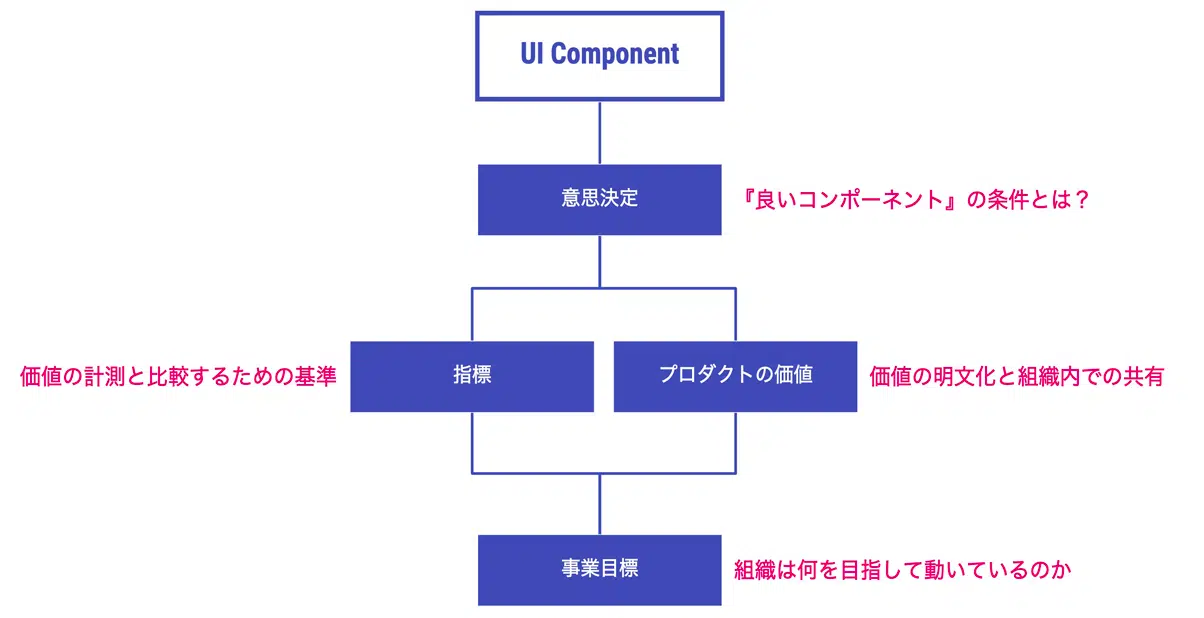 UI Component
意思決定
『良いコンポーネント』の条件とは？
価値の計測と比較するための基準
指標
プロダクトの価値
価値の明文化と組織内での共有
事業目標
組織は何を目指して動いているのか